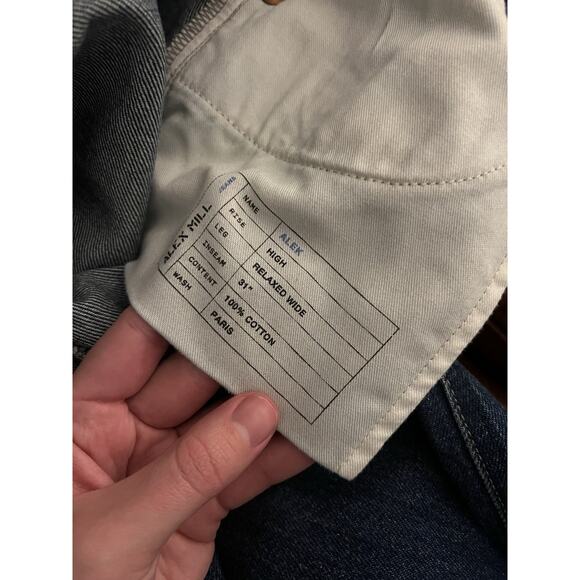 ALEX MILL JEANS
NAME ALEK
RISE HIGH
LEG RELAXED WIDE
INSEAM 31"
CONTENT 100% COTTON
WASH PARIS